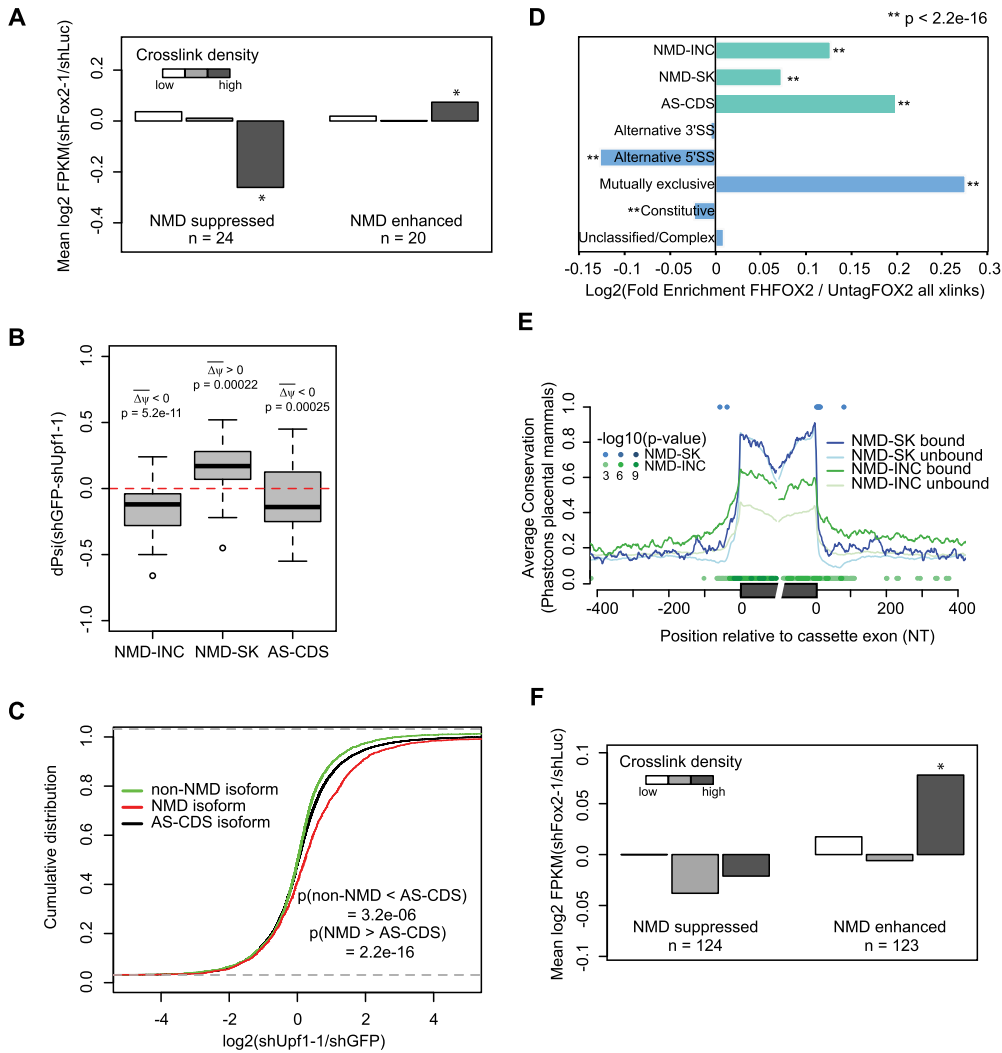 A
Mean log2 FPKM(shFox2-1/shLuc)
0.2
0.0
-0.2
-0.4
Crosslink density
low high
*
*
NMD suppressed
n = 24
NMD enhanced
n = 20
B
dPsi(shGFP-shUpf1-1)
1.0
0.5
0.0
-0.5
-1.0
Δψ < 0
p = 5.2e-11
Δψ > 0
p = 0.00022
Δψ < 0
p = 0.00025
NMD-INC NMD-SK AS-CDS
C
Cumulative distribution
1.0
0.8
0.6
0.4
0.2
0.0
non-NMD isoform
NMD isoform
AS-CDS isoform
p(non-NMD < AS-CDS)
= 3.2e-06
p(NMD > AS-CDS)
= 2.2e-16
-4 -2 0 2 4
log2(shUpf1-1/shGFP)
D
** p < 2.2e-16
NMD-INC **
NMD-SK **
AS-CDS **
Alternative 3'SS
** Alternative 5'SS
Mutually exclusive **
**Constitutive
Unclassified/Complex
-0.15 -0.1 -0.05 0 0.05 0.1 0.15 0.2 0.25 0.3
Log2(Fold Enrichment FHFOX2 / UntagFOX2 all xlinks)
E
Average Conservation
(Phastcons placental mammals)
1.0
0.8
0.6
0.4
0.2
0.0
-log10(p-value)
NMD-SK
NMD-INC
3 6 9
NMD-SK bound
NMD-SK unbound
NMD-INC bound
NMD-INC unbound
-400 -200 0 0 200 400
Position relative to cassette exon (NT)
F
Mean log2 FPKM(shFox2-1/shLuc)
0.1
0.05
0.0
-0.05
-0.1
Crosslink density
low high
*
NMD suppressed
n = 124
NMD enhanced
n = 123